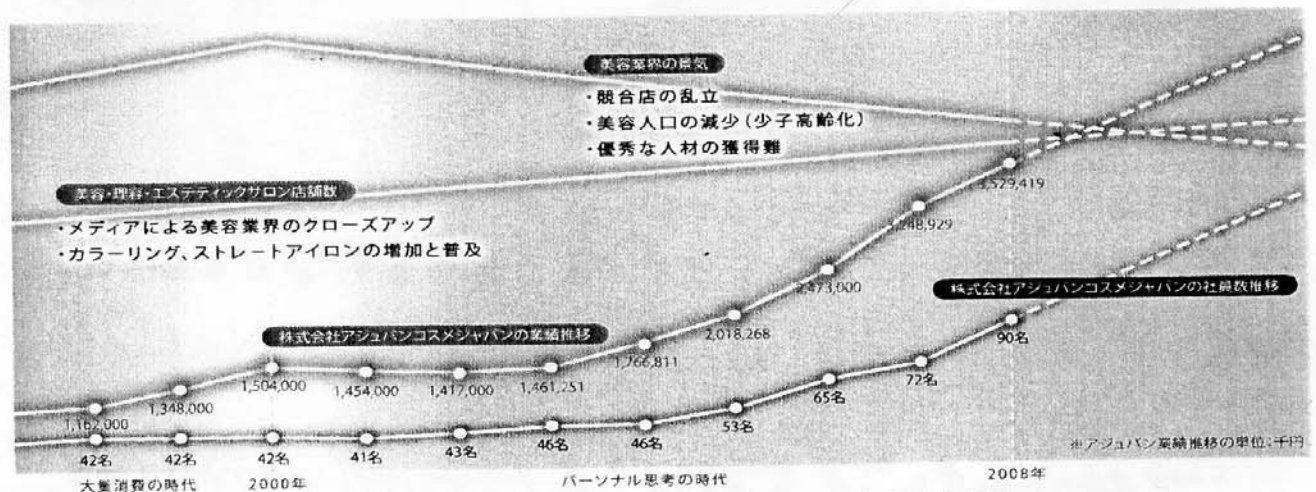 美容業界の景気
・競合店の乱立
・美容人口の減少(少子高齢化)
・優秀な人材の獲得難
美容・理容・エステティックサロン店舗数
・メディアによる美容業界のクローズアップ
・カラーリング、ストレートアイロンの増加と普及
株式会社アジュバンコスメジャパンの業績推移
1,162,000
1,348,000
1,504,000
1,454,000
1,417,000
1,461,251
1,766,811
2,018,268
2,473,000
3,248,929
3,529,419
株式会社アジュバンコスメジャパンの社員数推移
42名
42名
42名
41名
43名
46名
46名
53名
65名
72名
90名
※アジュバン業績推移の単位:千円
大量消費の時代
2000年
パーソナル思考の時代
2008年